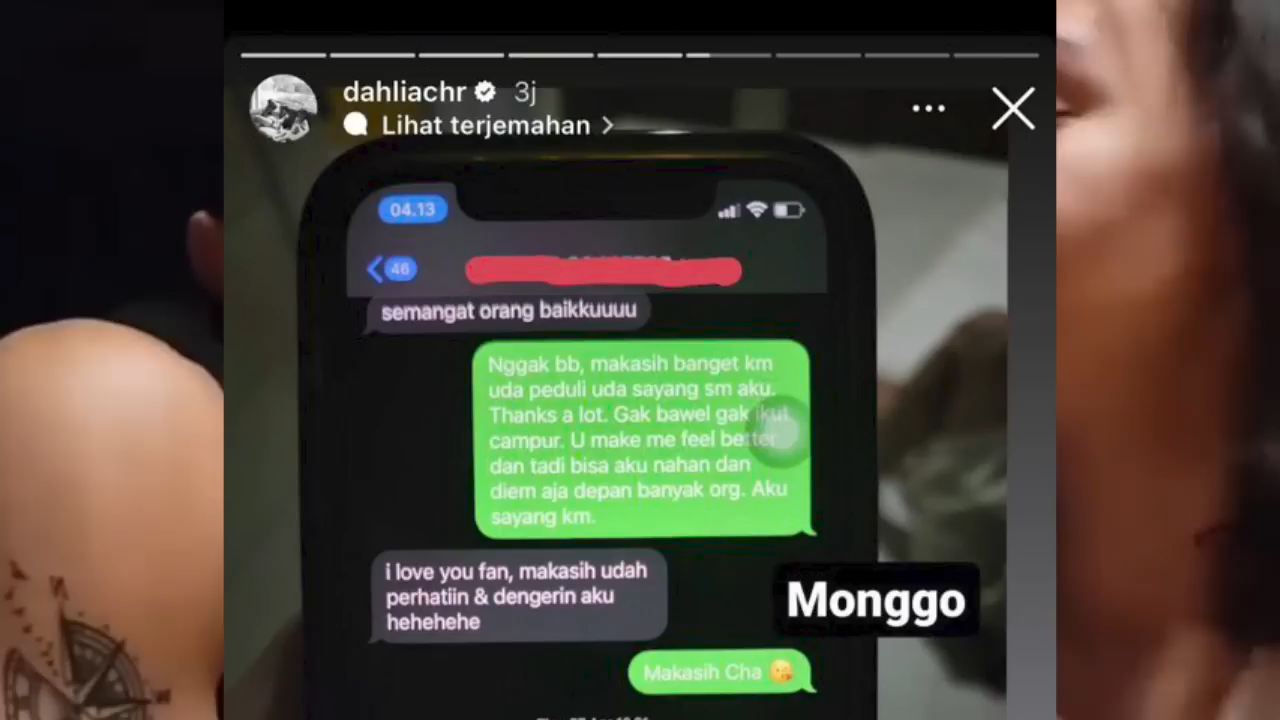 dahliachr 3j
Lihat terjemahan >
04.13
46
semangat orang baikkuuuu
Nggak bb, makasih banget km
uda peduli uda sayang sm aku.
Thanks a lot. Gak bawel gak ikut
campur. U make me feel better
dan tadi bisa aku nahan dan
diem aja depan banyak org. Aku
sayang km.
i love you fan, makasih udah
perhatiin & dengerin aku
hehehehe
Monggo
Makasih Cha 😘